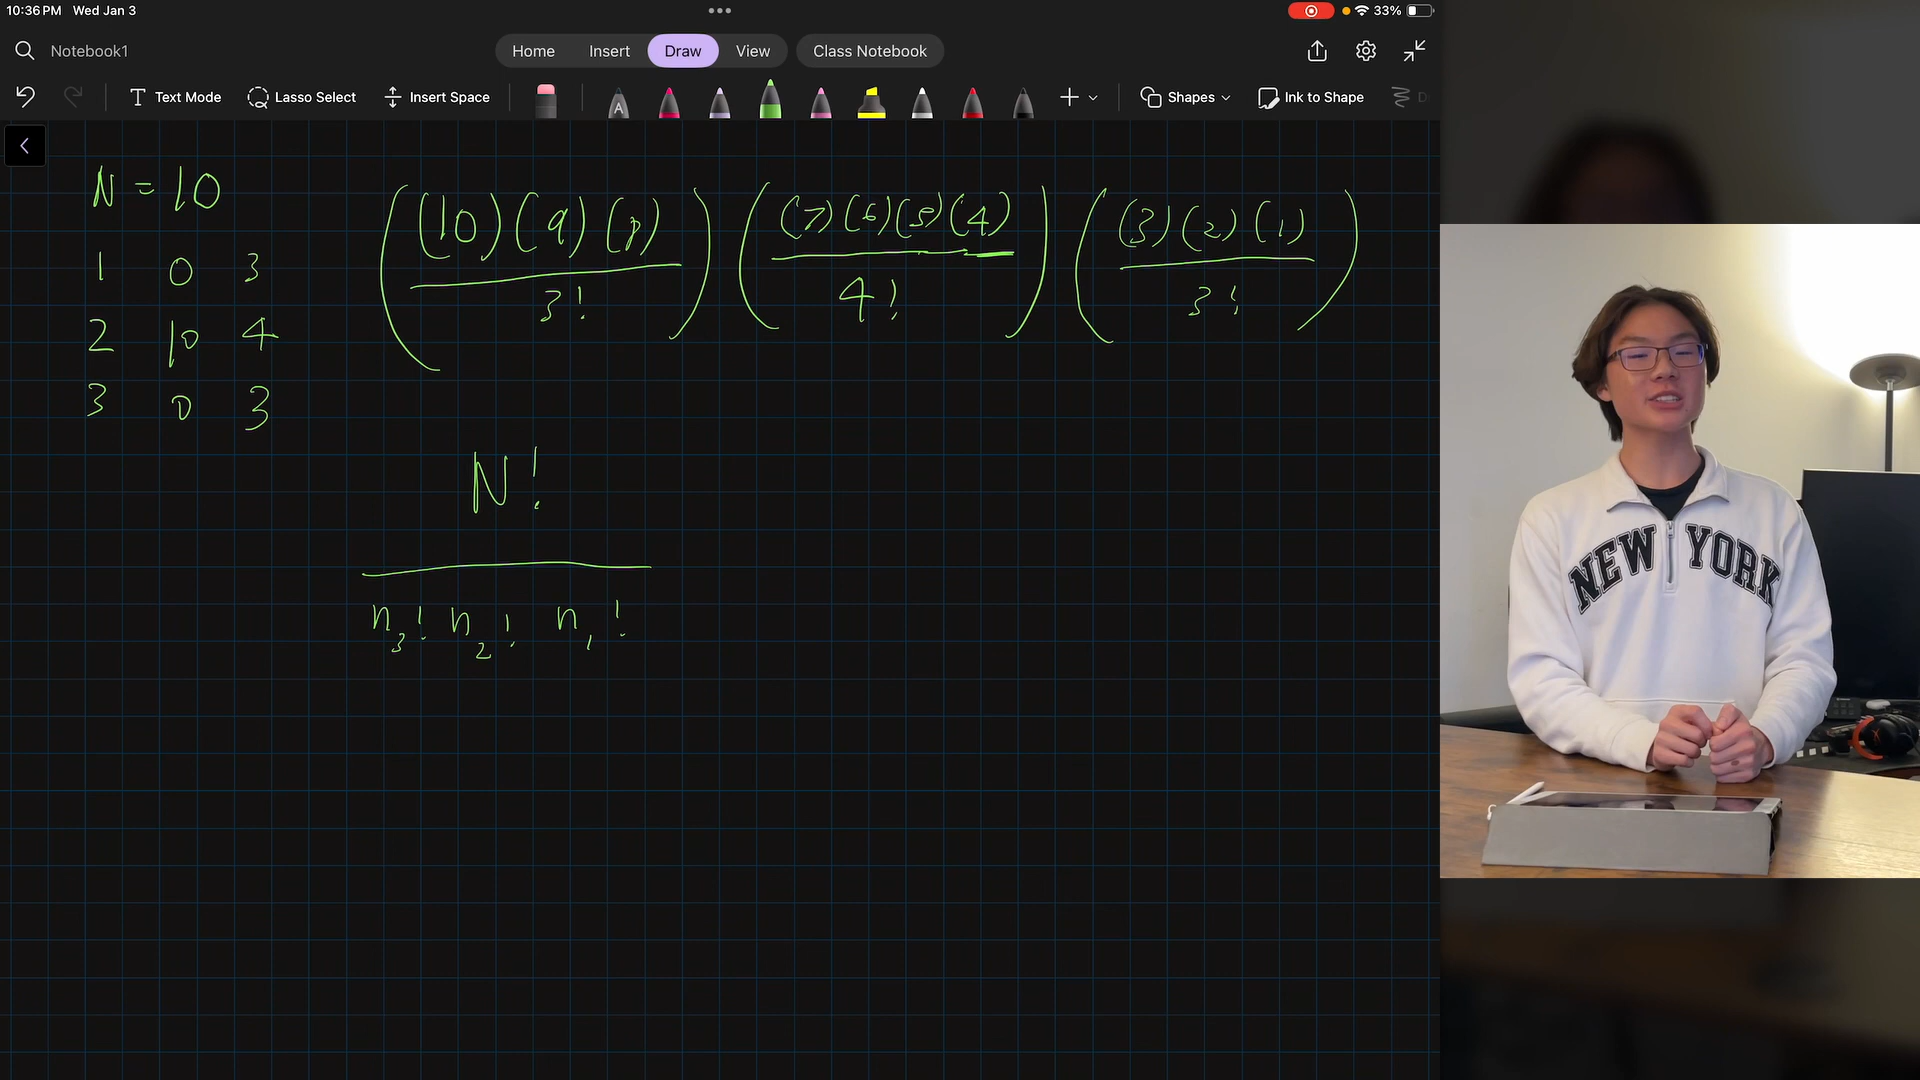 10:36 PM Wed Jan 3
33%
Notebook1
Home Insert Draw View Class Notebook
Text Mode Lasso Select Insert Space
A
Shapes Ink to Shape
N = 10
1 0 3
2 10 4
3 0 3
((10)(9)(8) / 3!) ((7)(6)(5)(4) / 4!) ((3)(2)(1) / 3!)
N!
n₃! n₂! n₁!
NEW YORK